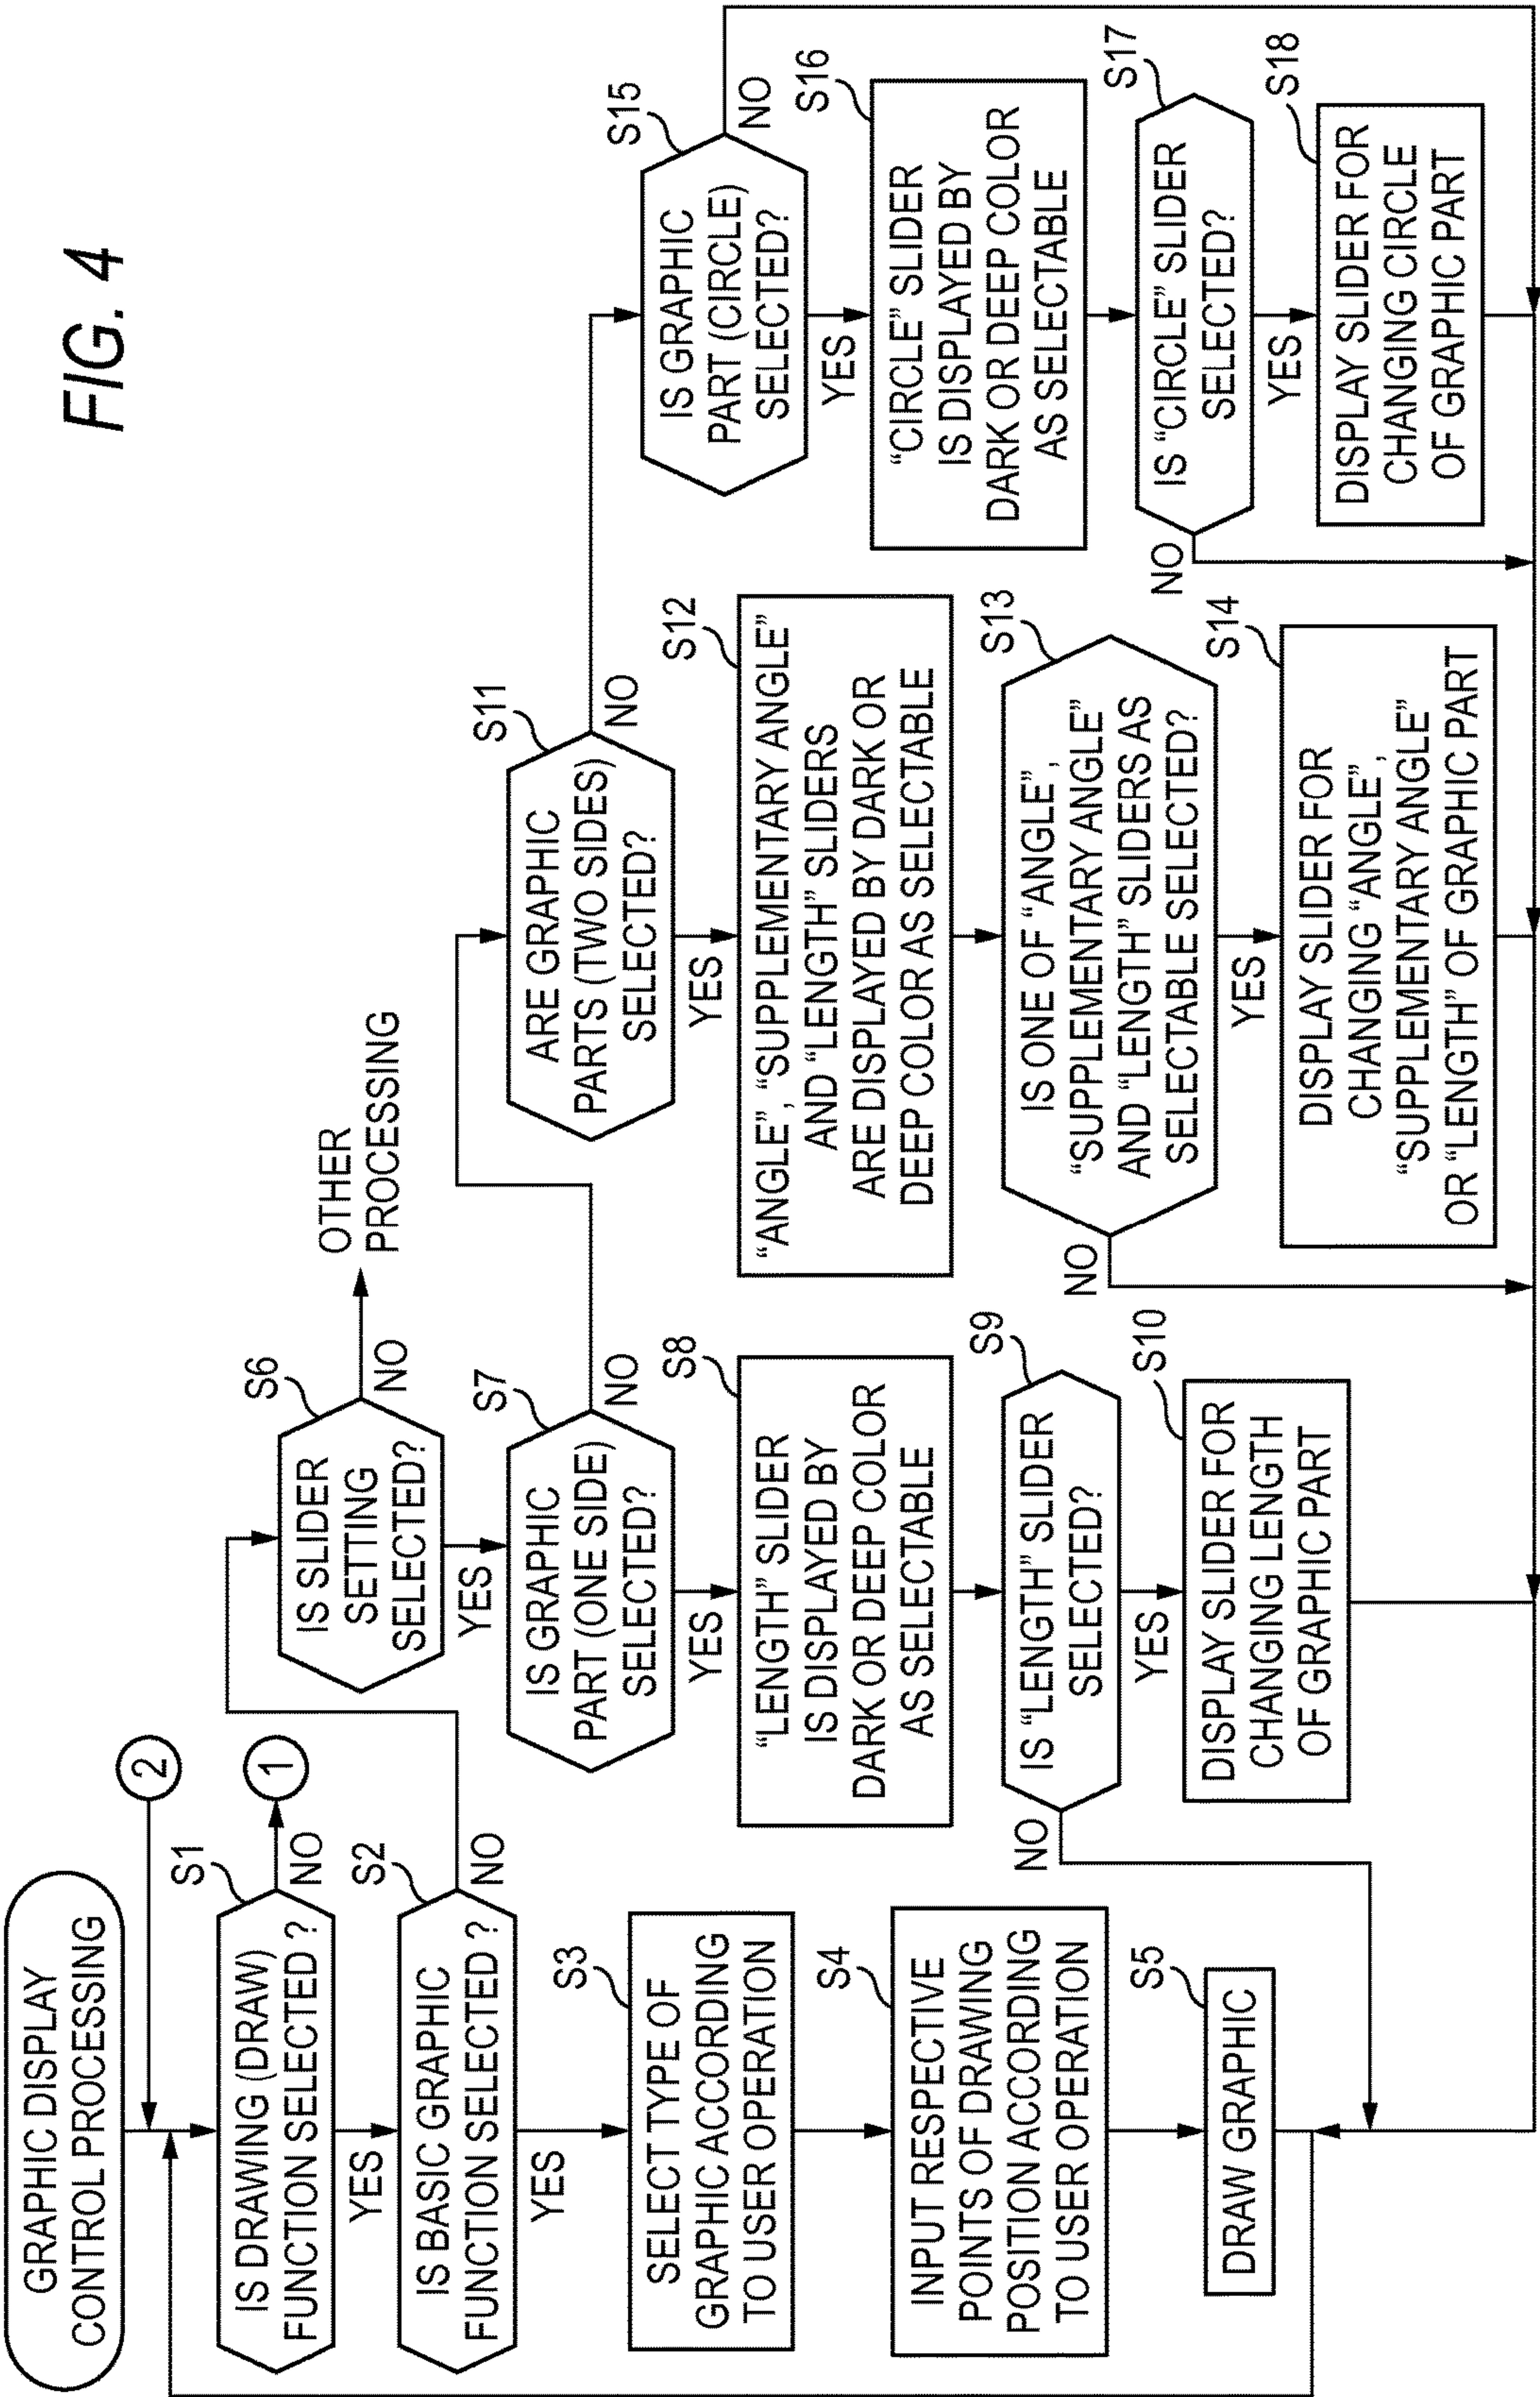 FIG. 4
GRAPHIC DISPLAY
CONTROL PROCESSING
2
S1
IS DRAWING (DRAW)
FUNCTION SELECTED ?
NO
1
YES
S2
IS BASIC GRAPHIC
FUNCTION SELECTED ?
NO
YES
S3
SELECT TYPE OF
GRAPHIC ACCORDING
TO USER OPERATION
S4
INPUT RESPECTIVE
POINTS OF DRAWING
POSITION ACCORDING
TO USER OPERATION
S5
DRAW GRAPHIC
S6
IS SLIDER
SETTING
SELECTED?
NO
OTHER
PROCESSING
YES
S7
IS GRAPHIC
PART (ONE SIDE)
SELECTED?
NO
YES
S8
“LENGTH” SLIDER
IS DISPLAYED BY
DARK OR DEEP COLOR
AS SELECTABLE
S9
IS “LENGTH” SLIDER
SELECTED?
NO
YES
S10
DISPLAY SLIDER FOR
CHANGING LENGTH
OF GRAPHIC PART
S11
ARE GRAPHIC
PARTS (TWO SIDES)
SELECTED?
NO
YES
S12
“ANGLE”, “SUPPLEMENTARY ANGLE”
AND “LENGTH” SLIDERS
ARE DISPLAYED BY DARK OR
DEEP COLOR AS SELECTABLE
S13
IS ONE OF “ANGLE”,
“SUPPLEMENTARY ANGLE”
AND “LENGTH” SLIDERS AS
SELECTABLE SELECTED?
NO
YES
S14
DISPLAY SLIDER FOR
CHANGING “ANGLE”,
“SUPPLEMENTARY ANGLE”
OR “LENGTH” OF GRAPHIC PART
S15
IS GRAPHIC
PART (CIRCLE)
SELECTED?
NO
YES
S16
“CIRCLE” SLIDER
IS DISPLAYED BY
DARK OR DEEP COLOR
AS SELECTABLE
S17
IS “CIRCLE” SLIDER
SELECTED?
NO
YES
S18
DISPLAY SLIDER FOR
CHANGING CIRCLE
OF GRAPHIC PART